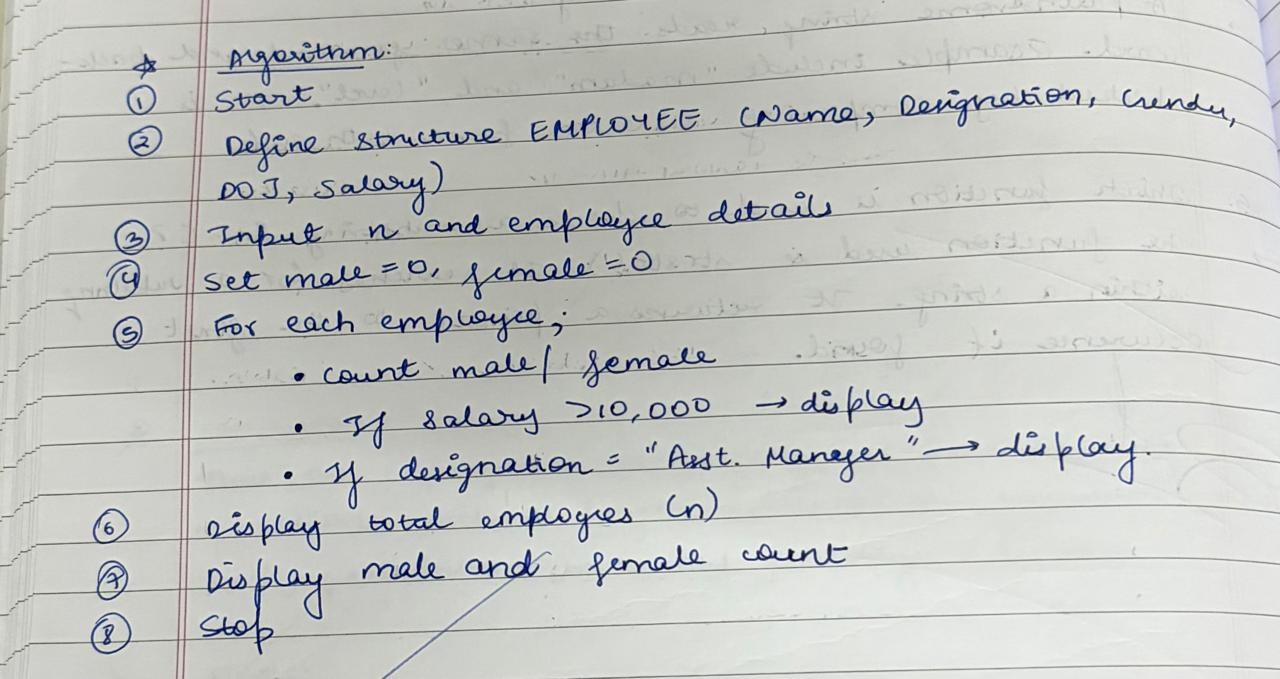 ☆ Algorithm:
① Start
② Define structure EMPLOYEE (Name, Designation, Gender,
DOJ, Salary)
③ Input n and employee details
④ Set male = 0, female = 0
⑤ For each employee;
• count male / female
• If salary >10,000 → display
• If designation = "Asst. Manager" → display.
⑥ Display total employees (n)
⑦ Display male and female count
⑧ Stop